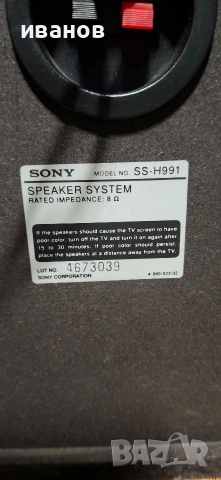 иванов
SONY MODEL NO. SS-H991
SPEAKER SYSTEM
RATED IMPEDANCE: 8 Ω
If the speakers should cause the TV screen to have
poor color, turn off the TV and turn it on again after
15 to 30 minutes. If poor color should persist,
place the speakers at a distance away from the TV.
LOT NO. 4673039
SONY CORPORATION
BAZAR.bg